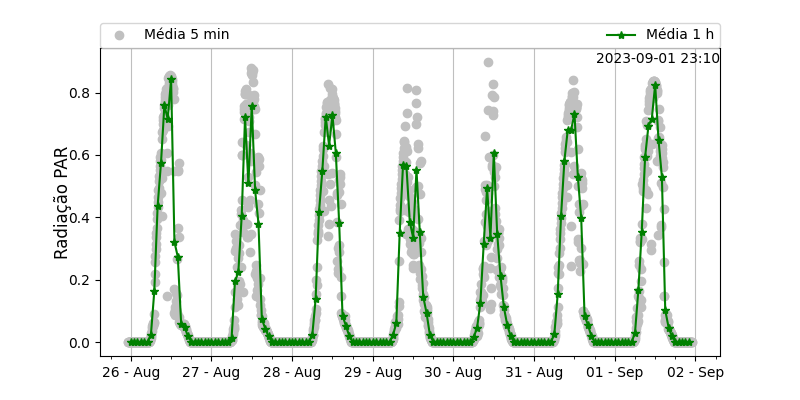 Média 5 min
Média 1 h
2023-09-01 23:10
Radiação PAR
0.8
0.6
0.4
0.2
0.0
26 - Aug
27 - Aug
28 - Aug
29 - Aug
30 - Aug
31 - Aug
01 - Sep
02 - Sep